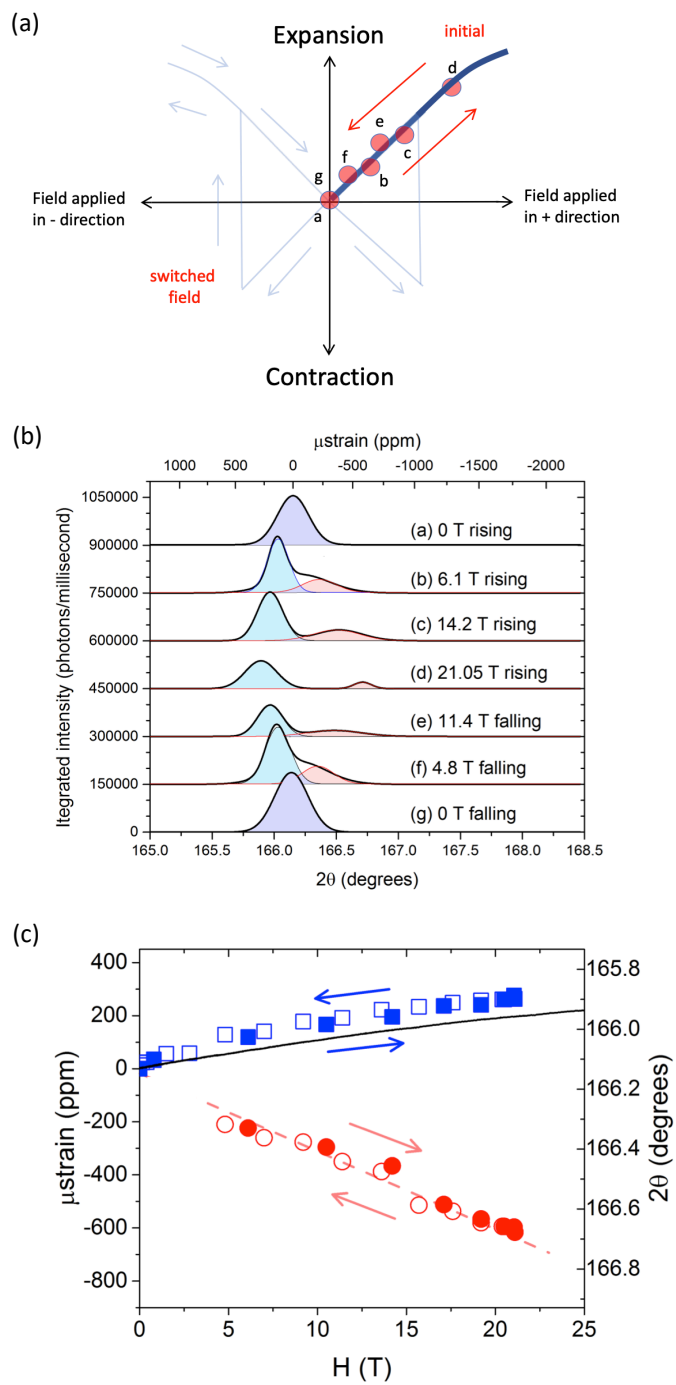 (a)
Expansion
initial
d
e
c
f
b
g
a
Field applied
in - direction
Field applied
in + direction
switched
field
Contraction
(b)
μstrain (ppm)
1000 500 0 -500 -1000 -1500 -2000
Itegrated intensity (photons/millisecond)
1050000
(a) 0 T rising
900000
(b) 6.1 T rising
750000
(c) 14.2 T rising
600000
(d) 21.05 T rising
450000
(e) 11.4 T falling
300000
(f) 4.8 T falling
150000
(g) 0 T falling
0
165.0 165.5 166.0 166.5 167.0 167.5 168.0 168.5
2θ (degrees)
(c)
μstrain (ppm)
400
200
0
-200
-400
-600
-800
165.8
166.0
166.2
166.4
166.6
166.8
2θ (degrees)
0 5 10 15 20 25
H (T)